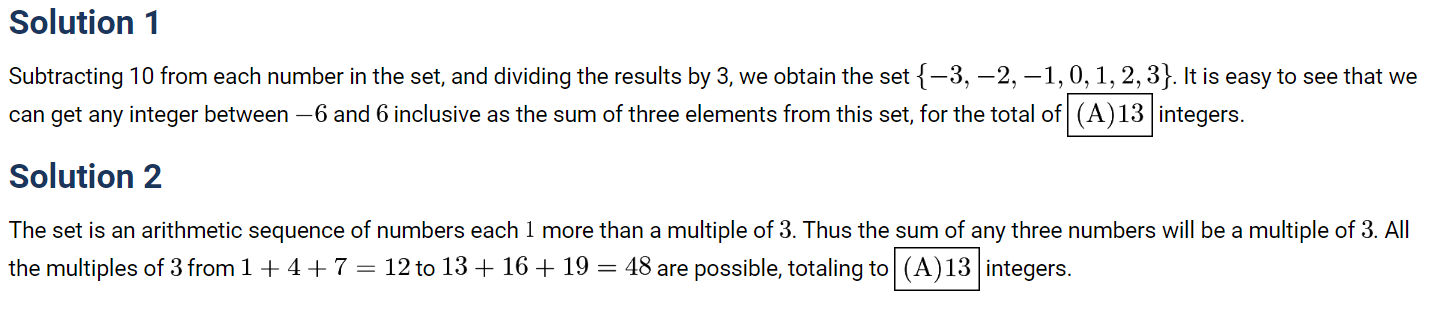 Solution 1
Subtracting 10 from each number in the set, and dividing the results by 3, we obtain the set {−3, −2, −1, 0, 1, 2, 3}. It is easy to see that we
can get any integer between −6 and 6 inclusive as the sum of three elements from this set, for the total of (A)13 integers.
Solution 2
The set is an arithmetic sequence of numbers each 1 more than a multiple of 3. Thus the sum of any three numbers will be a multiple of 3. All
the multiples of 3 from 1 + 4 + 7 = 12 to 13 + 16 + 19 = 48 are possible, totaling to (A)13 integers.